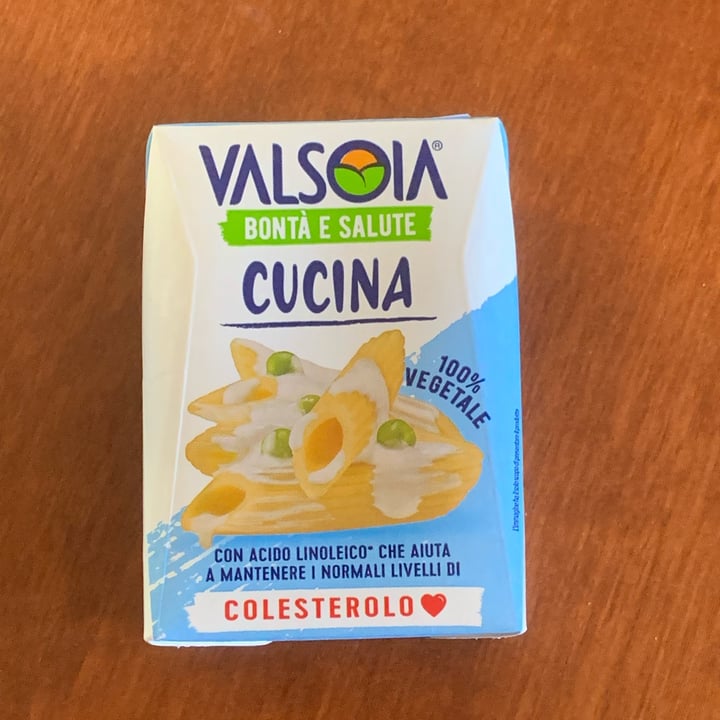 VALSOIA®
BONTÀ E SALUTE
CUCINA
100%
VEGETALE
CON ACIDO LINOLEICO* CHE AIUTA
A MANTENERE I NORMALI LIVELLI DI
COLESTEROLO